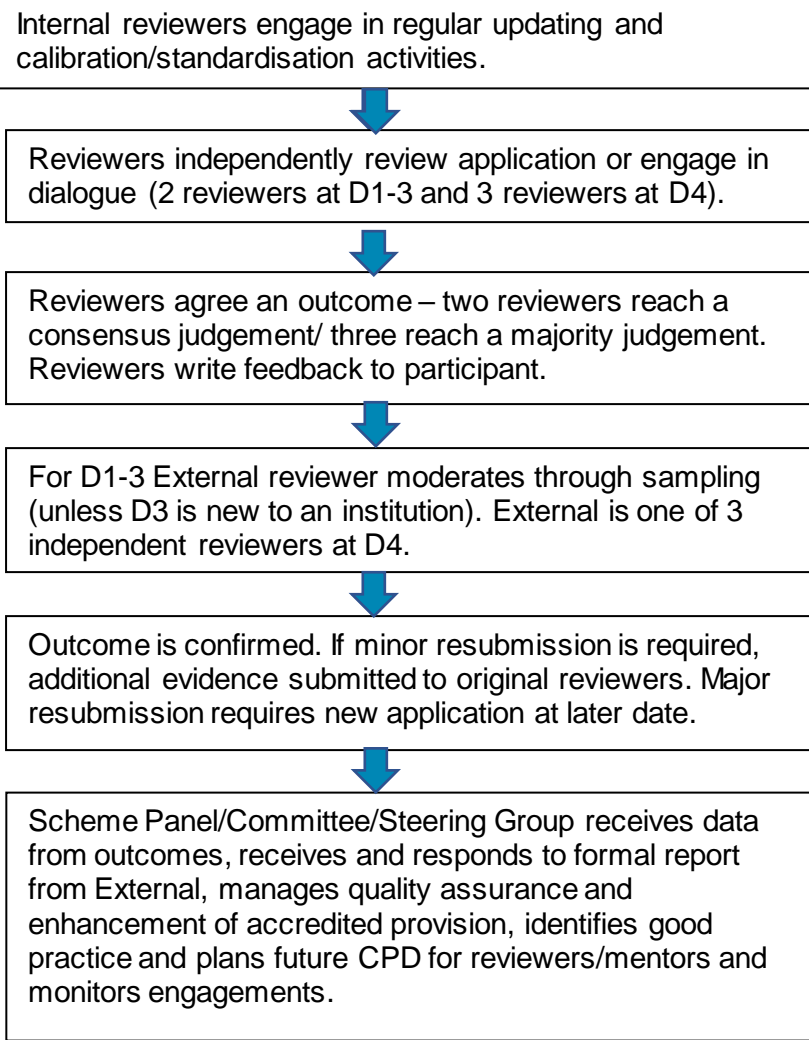 Internal reviewers engage in regular updating and
calibration/standardisation activities.
Reviewers independently review application or engage in
dialogue (2 reviewers at D1-3 and 3 reviewers at D4).
Reviewers agree an outcome – two reviewers reach a
consensus judgement/ three reach a majority judgement.
Reviewers write feedback to participant.
For D1-3 External reviewer moderates through sampling
(unless D3 is new to an institution). External is one of 3
independent reviewers at D4.
Outcome is confirmed. If minor resubmission is required,
additional evidence submitted to original reviewers. Major
resubmission requires new application at later date.
Scheme Panel/Committee/Steering Group receives data
from outcomes, receives and responds to formal report
from External, manages quality assurance and
enhancement of accredited provision, identifies good
practice and plans future CPD for reviewers/mentors and
monitors engagements.